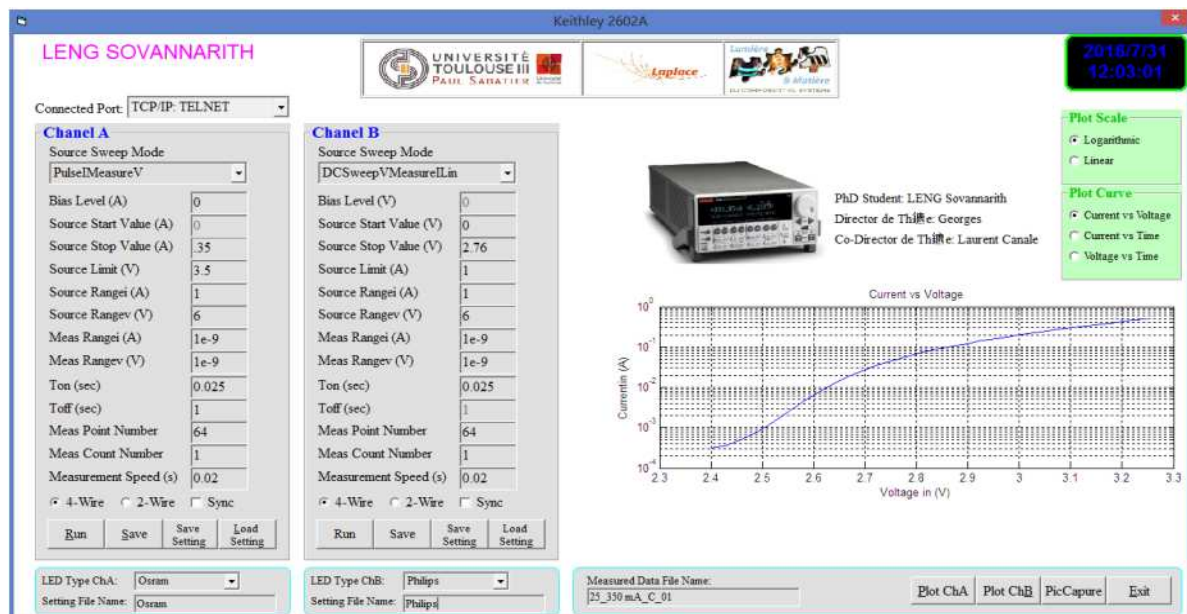 Keithley 2602A
LENG SOVANNARITH
UNIVERSITÉ
TOULOUSE III
PAUL SABATIER
Laplace
Lumière
& Matière
2016/7/31
12:03:01
Connected Port: TCP/IP: TELNET
Chanel A
Source Sweep Mode
PulseIMeasureV
Bias Level (A) 0
Source Start Value (A) 0
Source Stop Value (A) .35
Source Limit (V) 3.5
Source Rangei (A) 1
Source Rangev (V) 6
Meas Rangei (A) 1e-9
Meas Rangev (V) 1e-9
Ton (sec) 0.025
Toff (sec) 1
Meas Point Number 64
Meas Count Number 1
Measurement Speed (s) 0.02
4-Wire 2-Wire Sync
Run Save Save Setting Load Setting
Chanel B
Source Sweep Mode
DCSweepVMeasureILin
Bias Level (V) 0
Source Start Value (V) 0
Source Stop Value (V) 2.76
Source Limit (A) 1
Source Rangei (A) 1
Source Rangev (V) 6
Meas Rangei (A) 1e-9
Meas Rangev (V) 1e-9
Ton (sec) 0.025
Toff (sec) 1
Meas Point Number 64
Meas Count Number 1
Measurement Speed (s) 0.02
4-Wire 2-Wire Sync
Run Save Save Setting Load Setting
PhD Student: LENG Sovannarith
Director de Th鑣e: Georges
Co-Director de Th鑣e: Laurent Canale
Plot Scale
Logarithmic
Linear
Plot Curve
Current vs Voltage
Current vs Time
Voltage vs Time
Current vs Voltage
Currentin (A)
10^0
10^-1
10^-2
10^-3
10^-4
2.3 2.4 2.5 2.6 2.7 2.8 2.9 3 3.1 3.2 3.3
Voltage in (V)
LED Type ChA: Osram
Setting File Name: Osram
LED Type ChB: Philips
Setting File Name: Philips
Measured Data File Name:
25_350 mA_C_01
Plot ChA Plot ChB PicCapure Exit